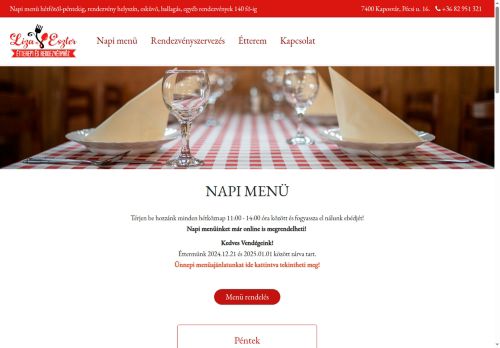 Napi menü hétfőtől-péntekig, rendezvény helyszín, esküvő, ballagás, egyéb rendezvények 140 fő-ig
7400 Kaposvár, Pécsi u. 16. +36 82 951 321
Liza Eszter
ÉTTEREM ÉS RENDEZVÉNYHÁZ
Napi menü Rendezvényszervezés Étterem Kapcsolat
NAPI MENÜ
Térjen be hozzánk minden hétköznap 11:00 - 14:00 óra között és fogyassza el nálunk ebédjét!
Napi menüinket már online is megrendelheti!
Kedves Vendégeink!
Éttermünk 2024.12.21 és 2025.01.01 között zárva tart.
Ünnepi menüajánlatunkat ide kattintva tekintheti meg!
Menü rendelés
Péntek